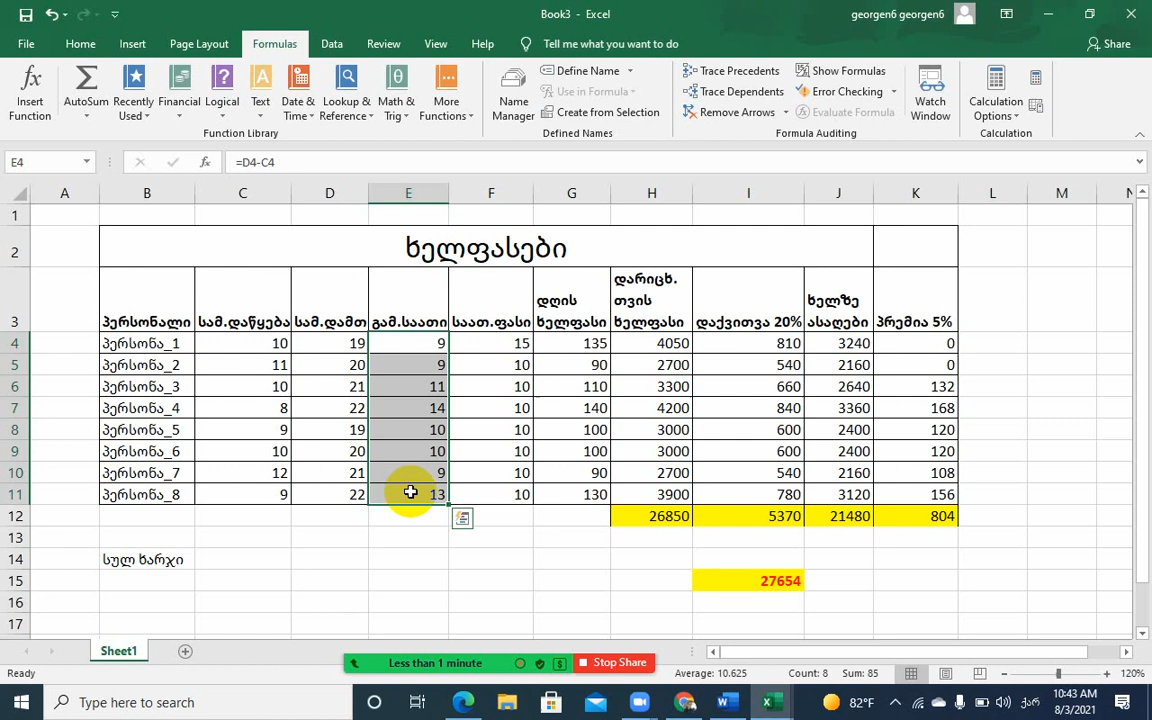 Book3 - Excel
georgen6 georgen6
File Home Insert Page Layout Formulas Data Review View Help Tell me what you want to do Share
Insert Function
AutoSum
Recently Used
Financial
Logical
Text
Date & Time
Lookup & Reference
Math & Trig
More Functions
Function Library
Name Manager
Define Name
Use in Formula
Create from Selection
Defined Names
Trace Precedents
Trace Dependents
Remove Arrows
Show Formulas
Error Checking
Evaluate Formula
Formula Auditing
Watch Window
Calculation Options
Calculation
E4 fx =D4-C4
A B C D E F G H I J K L M N
1
2 ხელფასები
3 პერსონალი სამ.დაწყება სამ.დამთ გამ.საათი საათ.ფასი დღის ხელფასი დარიცხ. თვის ხელფასი დაქვითვა 20% ხელზე ასაღები პრემია 5%
4 პერსონა_1 10 19 9 15 135 4050 810 3240 0
5 პერსონა_2 11 20 9 10 90 2700 540 2160 0
6 პერსონა_3 10 21 11 10 110 3300 660 2640 132
7 პერსონა_4 8 22 14 10 140 4200 840 3360 168
8 პერსონა_5 9 19 10 10 100 3000 600 2400 120
9 პერსონა_6 10 20 10 10 100 3000 600 2400 120
10 პერსონა_7 12 21 9 10 90 2700 540 2160 108
11 პერსონა_8 9 22 13 10 130 3900 780 3120 156
12 26850 5370 21480 804
13
14 სულ ხარჯი
15 27654
16
17
Sheet1
Less than 1 minute Stop Share
Ready Average: 10.625 Count: 8 Sum: 85 120%
Type here to search
82°F ქარ 10:43 AM
8/3/2021